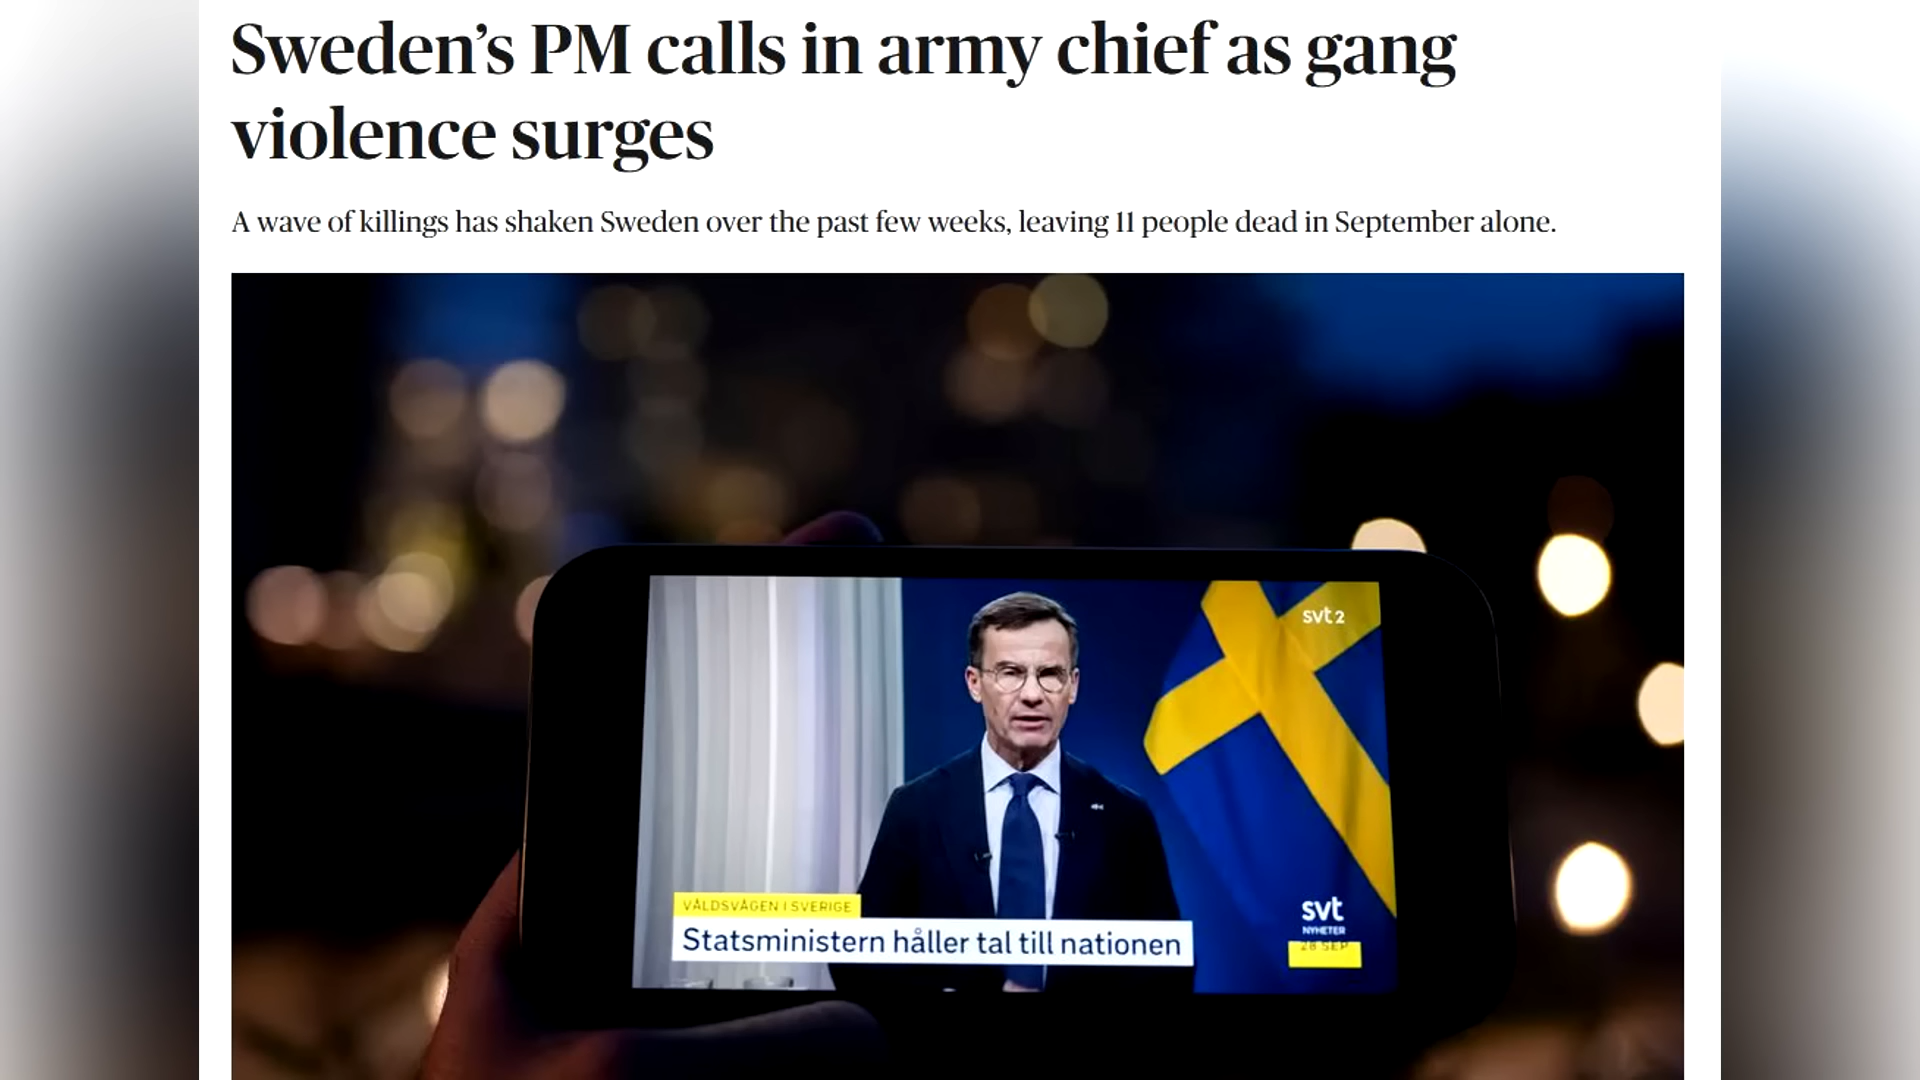 Sweden’s PM calls in army chief as gang
violence surges
A wave of killings has shaken Sweden over the past few weeks, leaving 11 people dead in September alone.
svt2
VÅLDSVÅGEN I SVERIGE
Statsministern håller tal till nationen
svt
NYHETER
28 SEP